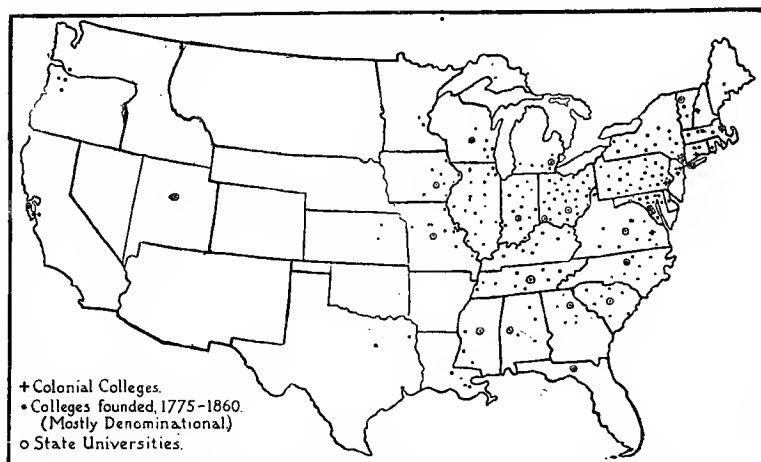 + Colonial Colleges.
• Colleges founded, 1775–1860.
(Mostly Denominational.)
o State Universities.